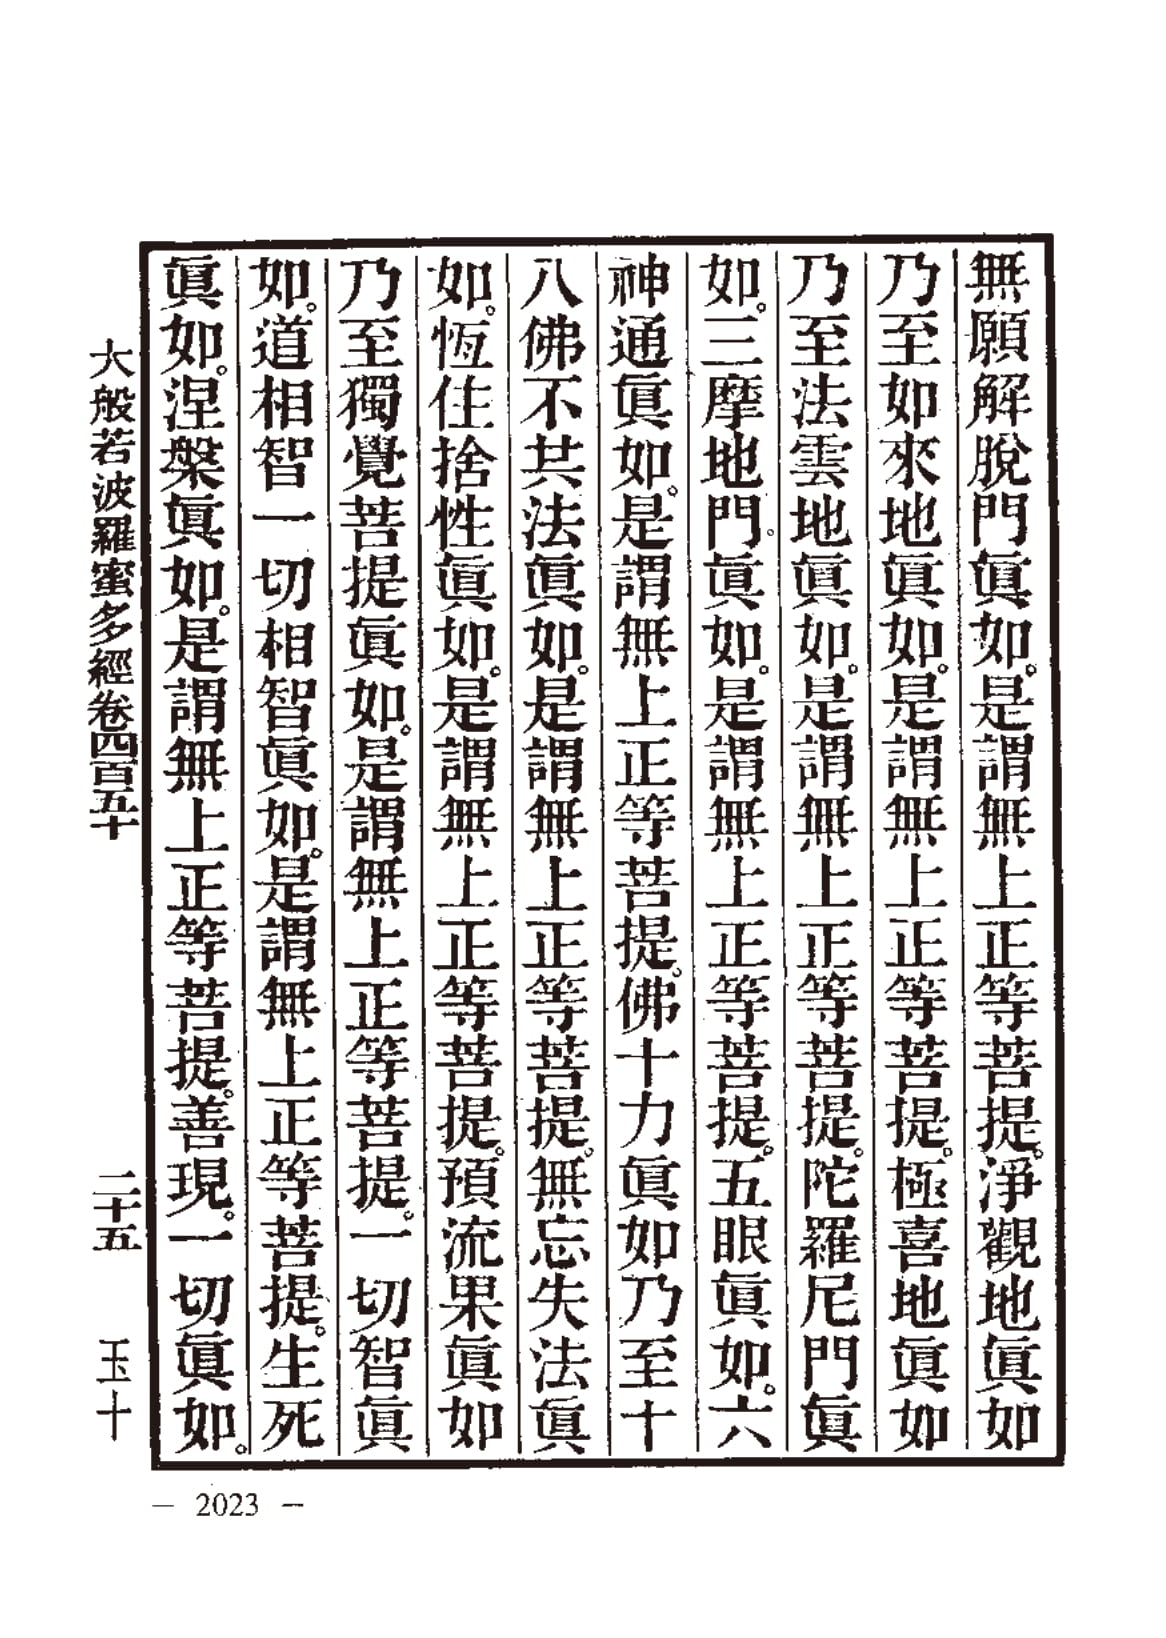 無願解脫門眞如。是謂無上正等菩提。淨觀地眞如
乃至如來地眞如。是謂無上正等菩提。極喜地眞如
乃至法雲地眞如。是謂無上正等菩提。陀羅尼門眞
如。三摩地門。眞如。是謂無上正等菩提。五眼眞如。六
神通眞如。是謂無上正等菩提。佛十力眞如乃至十
八佛不共法眞如。是謂無上正等菩提。無忘失法眞
如。恆住捨性眞如。是謂無上正等菩提。預流果眞如
乃至獨覺菩提眞如。是謂無上正等菩提。一切智眞
如。道相智一切相智眞如。是謂無上正等菩提。生死
眞如。涅槃眞如。是謂無上正等菩提。善現。一切眞如。
大般若波羅蜜多經卷四百五十 二十五 玉十
— 2023 —